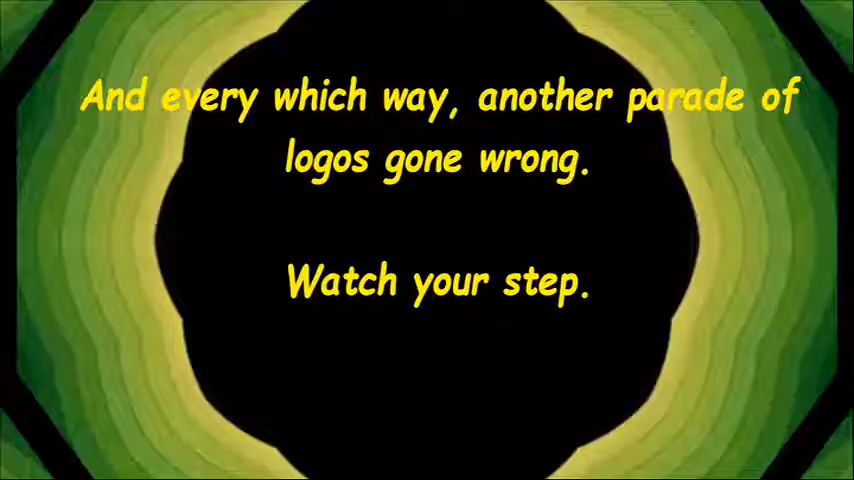 And every which way, another parade of
logos gone wrong.
Watch your step.